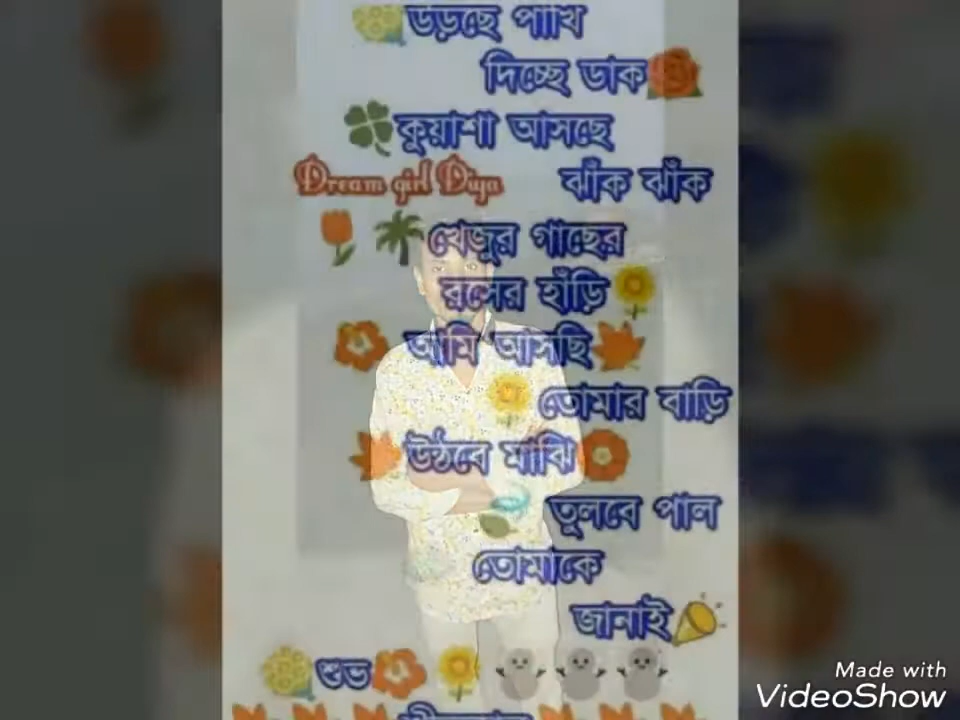 উড়ছে পাখি
দিচ্ছে ডাক
কুয়াশা আসছে
Dream girl Diya ঝাঁক ঝাঁক
খেজুর গাছের
রসের হাঁড়ি
আমি আসছি
তোমার বাড়ি
উঠবে মাঝি
তুলবে পাল
তোমাকে
জানাই
শুভ
Made with
VideoShow